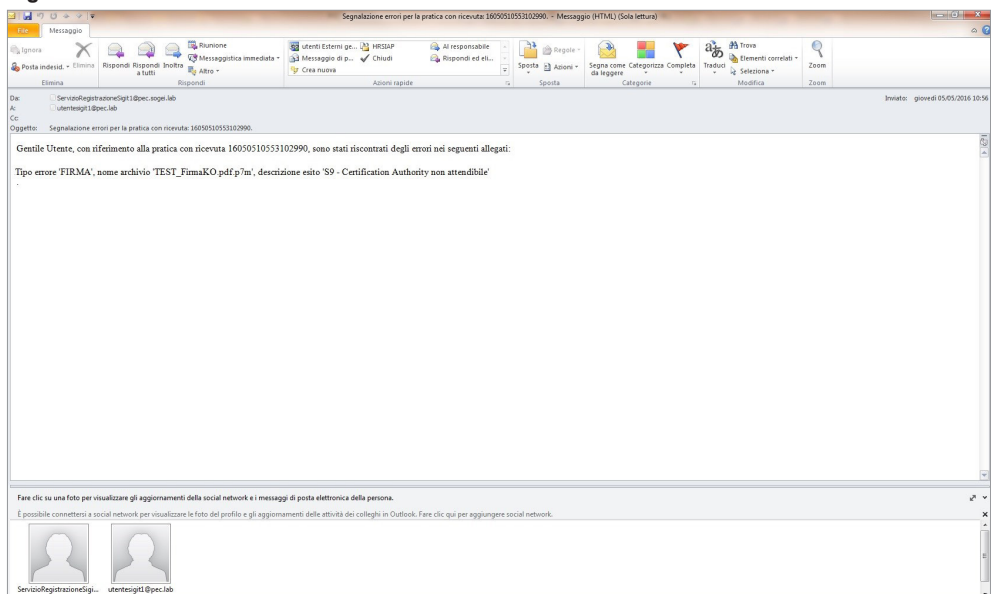 Segnalazione errori per la pratica con ricevuta: 16050510553102990. - Messaggio (HTML) (Sola lettura)
File Messaggio
Ignora
Posta indesid. Elimina
Elimina
Rispondi Rispondi a tutti Inoltra
Riunione
Messaggistica immediata
Altro
Rispondi
utenti Esterni ge... HRSIAP Al responsabile
Messaggio di p... Chiudi Rispondi ed eli...
Crea nuova
Azioni rapide
Sposta
Regole
Azioni
Sposta
Segna come da leggere Categorizza Completa
Categorie
Traduci
Trova
Elementi correlati
Seleziona
Modifica
Zoom
Zoom
Da: ServizioRegistrazioneSigit1@pec.sogei.lab
Inviato: giovedì 05/05/2016 10:56
A: utentesigit1@pec.lab
Cc:
Oggetto: Segnalazione errori per la pratica con ricevuta: 16050510553102990.
Gentile Utente, con riferimento alla pratica con ricevuta 16050510553102990, sono stati riscontrati degli errori nei seguenti allegati:
Tipo errore 'FIRMA', nome archivio 'TEST_FirmaKO.pdf.p7m', descrizione esito 'S9 - Certification Authority non attendibile'
.
Fare clic su una foto per visualizzare gli aggiornamenti della social network e i messaggi di posta elettronica della persona.
È possibile connettersi a social network per visualizzare le foto del profilo e gli aggiornamenti delle attività dei colleghi in Outlook. Fare clic qui per aggiungere social network.
ServizioRegistrazioneSigi... utentesigit1@pec.lab